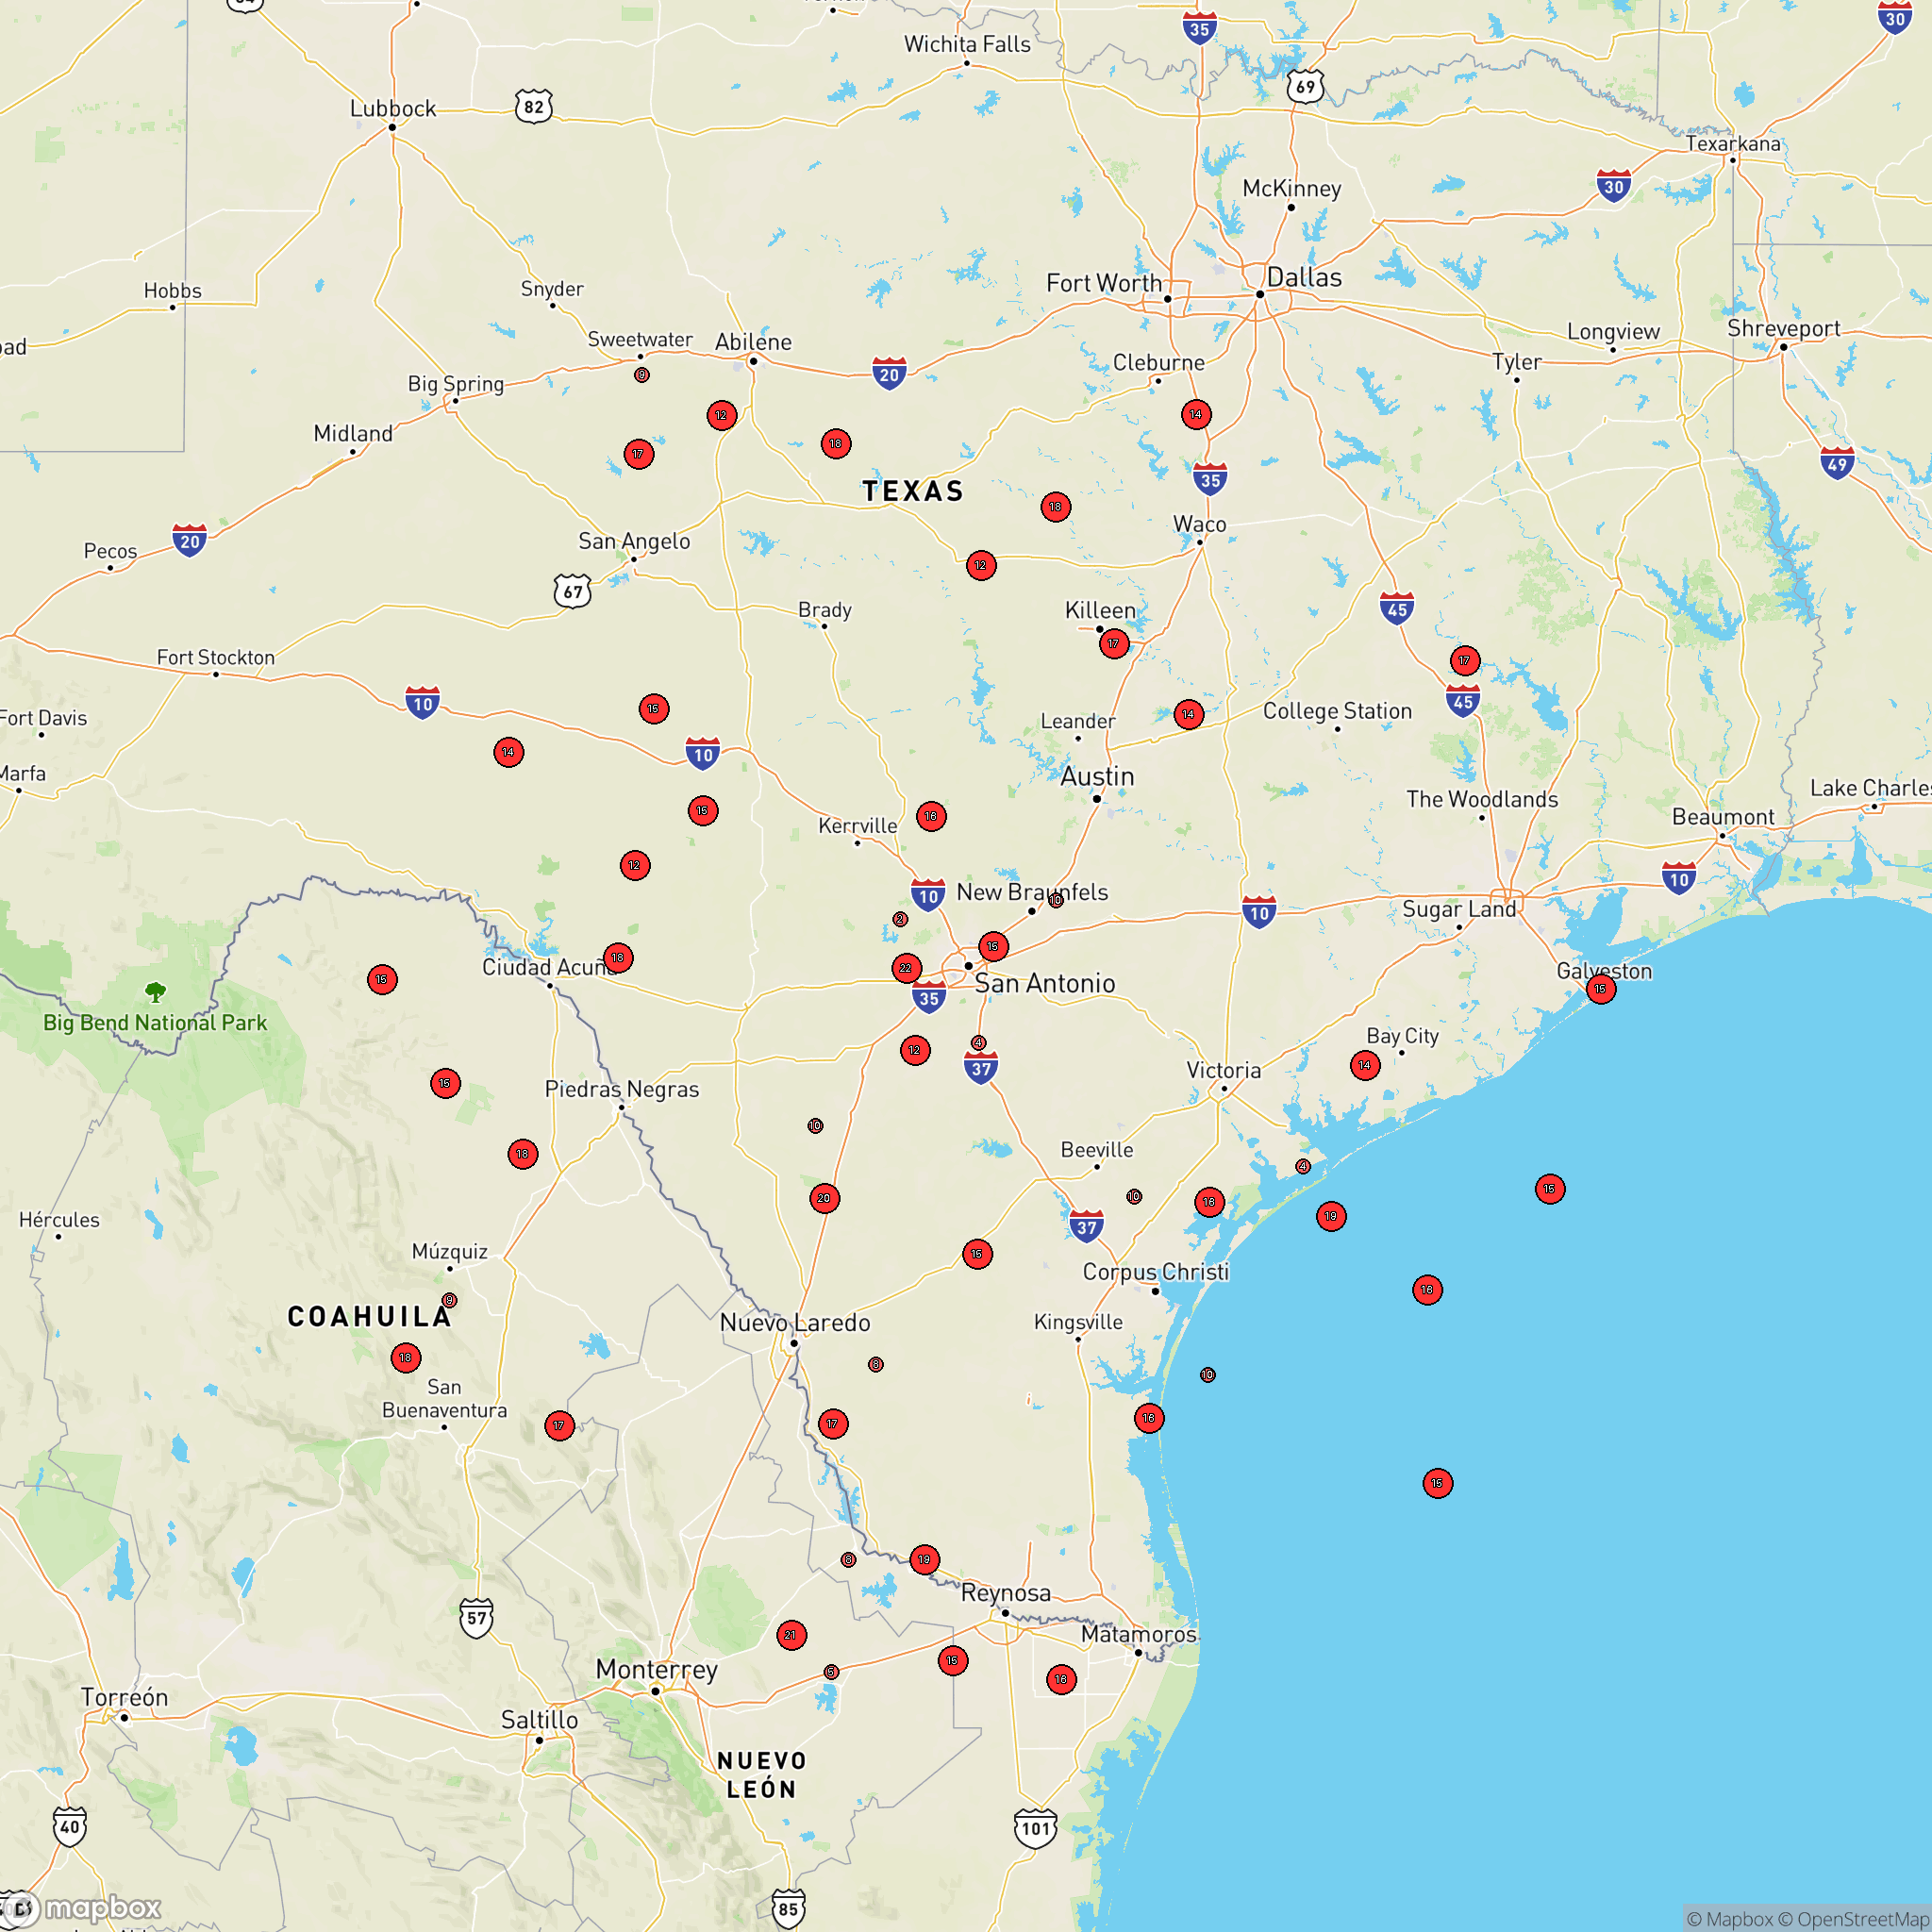 Wichita Falls
35
30
Lubbock
82
69
Texarkana
30
McKinney
Hobbs
Snyder
Fort Worth
Dallas
Sweetwater
Abilene
Longview
Shreveport
20
Cleburne
Tyler
9
Big Spring
12
14
Midland
17
18
49
TEXAS
35
18
Waco
20
San Angelo
Pecos
12
67
Brady
Killeen
45
17
17
Fort Stockton
10
15
45
Fort Davis
14
Leander
College Station
14
10
Marfa
Austin
The Woodlands
Lake Charles
15
16
Beaumont
Kerrville
12
10
10
New Braunfels
10
10
Sugar Land
2
15
18
Ciudad Acuña
22
San Antonio
Galveston
15
15
35
Big Bend National Park
4
Bay City
12
37
14
Victoria
15
Piedras Negras
10
18
Beeville
4
15
20
10
18
Hércules
19
37
Múzquiz
15
Corpus Christi
18
9
COAHUILA
Nuevo Laredo
Kingsville
18
8
10
San
Buenaventura
17
17
16
15
19
Reynosa
57
21
Matamoros
Monterrey
5
15
16
Torreón
Saltillo
NUEVO
LEÓN
40
101
85
mapbox
© Mapbox © OpenStreetMap